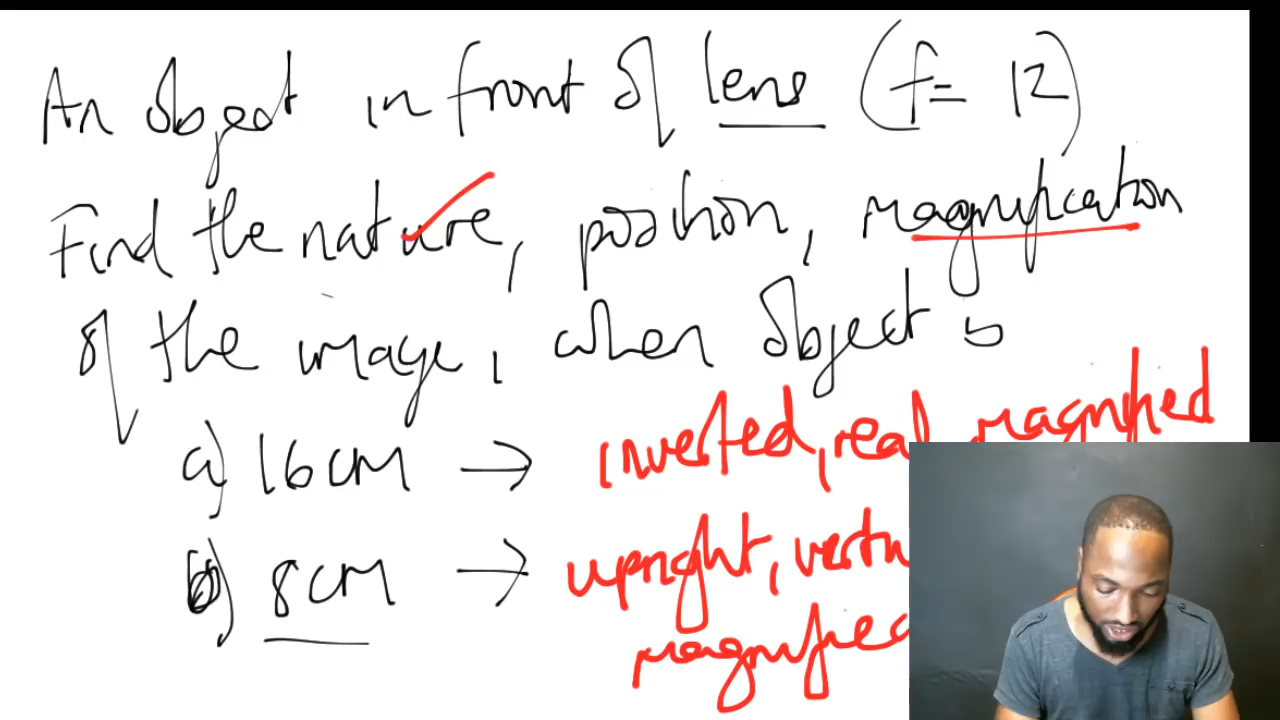 An object in front of lens (f= 12)
Find the nature, position, magnification
of the image, when object is
a) 16cm → inverted, real, magnified
b) 8cm → upright,
magnified